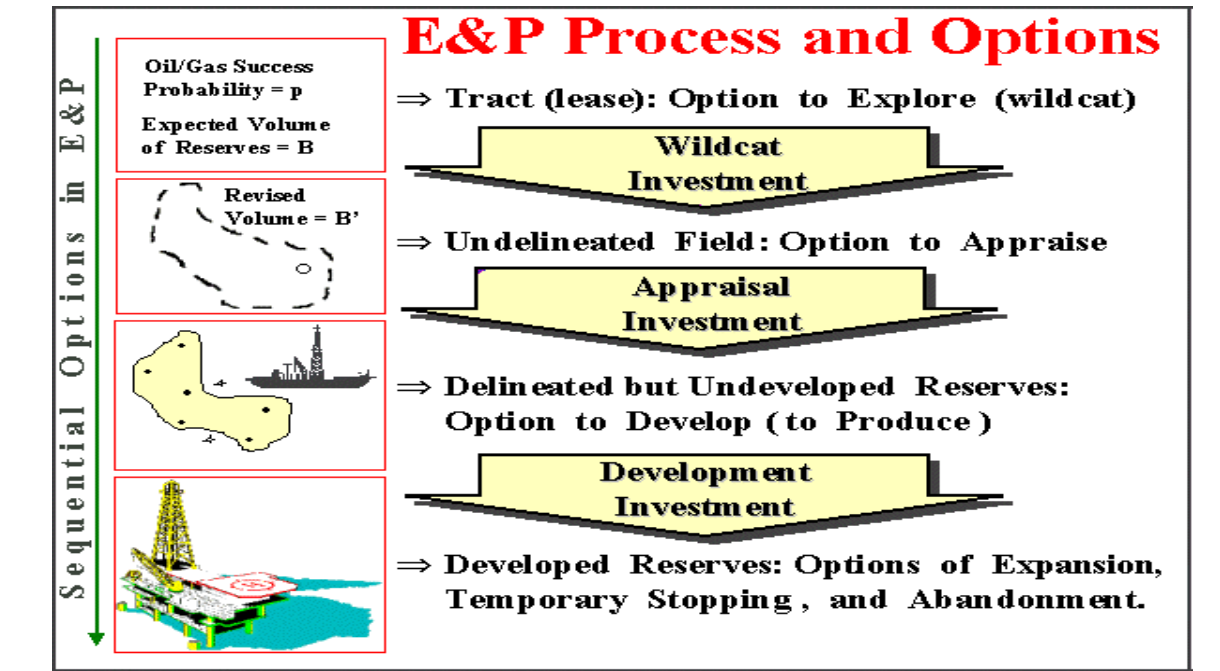 E&P Process and Options
Sequential Options in E&P
Oil/Gas Success
Probability = p
Expected Volume
of Reserves = B
⇒ Tract (lease): Option to Explore (wildcat)
Wildcat
Investment
Revised
Volume = B’
⇒ Undelineated Field: Option to Appraise
Appraisal
Investment
⇒ Delineated but Undeveloped Reserves:
Option to Develop (to Produce)
Development
Investment
⇒ Developed Reserves: Options of Expansion,
Temporary Stopping, and Abandonment.